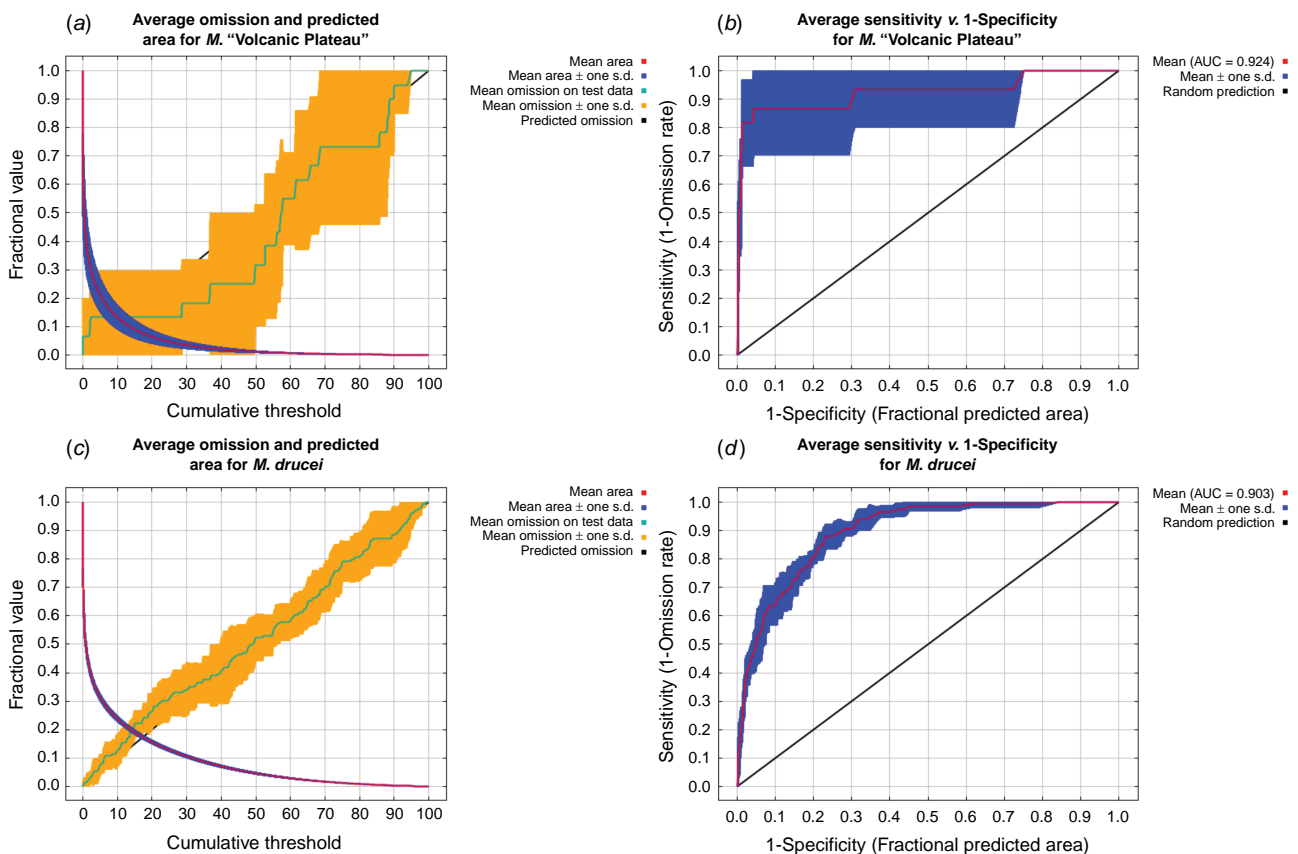 (a)
Average omission and predicted
area for M. “Volcanic Plateau”
Mean area
Mean area ± one s.d.
Mean omission on test data
Mean omission ± one s.d.
Predicted omission
Fractional value
1.0
0.9
0.8
0.7
0.6
0.5
0.4
0.3
0.2
0.1
0.0
0 10 20 30 40 50 60 70 80 90 100
Cumulative threshold
(b)
Average sensitivity v. 1-Specificity
for M. “Volcanic Plateau”
Mean (AUC = 0.924)
Mean ± one s.d.
Random prediction
Sensitivity (1-Omission rate)
1.0
0.9
0.8
0.7
0.6
0.5
0.4
0.3
0.2
0.1
0.0
0.0 0.1 0.2 0.3 0.4 0.5 0.6 0.7 0.8 0.9 1.0
1-Specificity (Fractional predicted area)
(c)
Average omission and predicted
area for M. drucei
Mean area
Mean area ± one s.d.
Mean omission on test data
Mean omission ± one s.d.
Predicted omission
Fractional value
1.0
0.9
0.8
0.7
0.6
0.5
0.4
0.3
0.2
0.1
0.0
0 10 20 30 40 50 60 70 80 90 100
Cumulative threshold
(d)
Average sensitivity v. 1-Specificity
for M. drucei
Mean (AUC = 0.903)
Mean ± one s.d.
Random prediction
Sensitivity (1-Omission rate)
1.0
0.9
0.8
0.7
0.6
0.5
0.4
0.3
0.2
0.1
0.0
0.0 0.1 0.2 0.3 0.4 0.5 0.6 0.7 0.8 0.9 1.0
1-Specificity (Fractional predicted area)